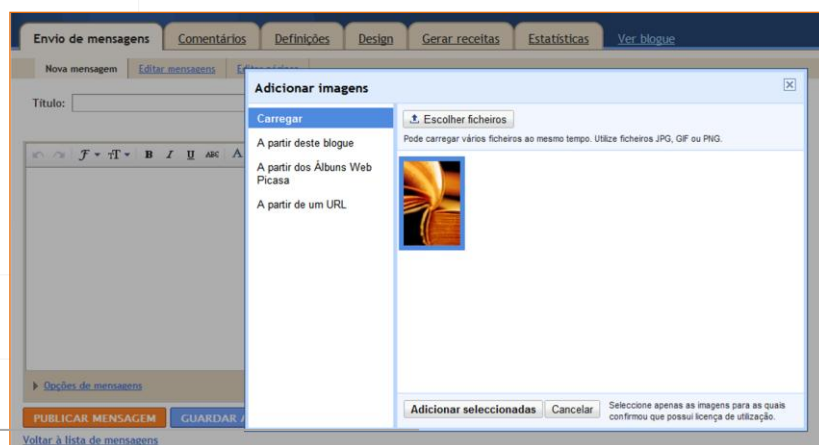 Envio de mensagens Comentários Definições Design Gerar receitas Estatísticas Ver blogue
Nova mensagem Editar mensagens
Título:
Adicionar imagens
Carregar
A partir deste blogue
A partir dos Álbuns Web
Picasa
A partir de um URL
Escolher ficheiros
Pode carregar vários ficheiros ao mesmo tempo. Utilize ficheiros JPG, GIF ou PNG.
B I U ABC A
Opções de mensagens
PUBLICAR MENSAGEM GUARDAR
Adicionar seleccionadas Cancelar
Seleccione apenas as imagens para as quais
confirmou que possui licença de utilização.
Voltar à lista de mensagens